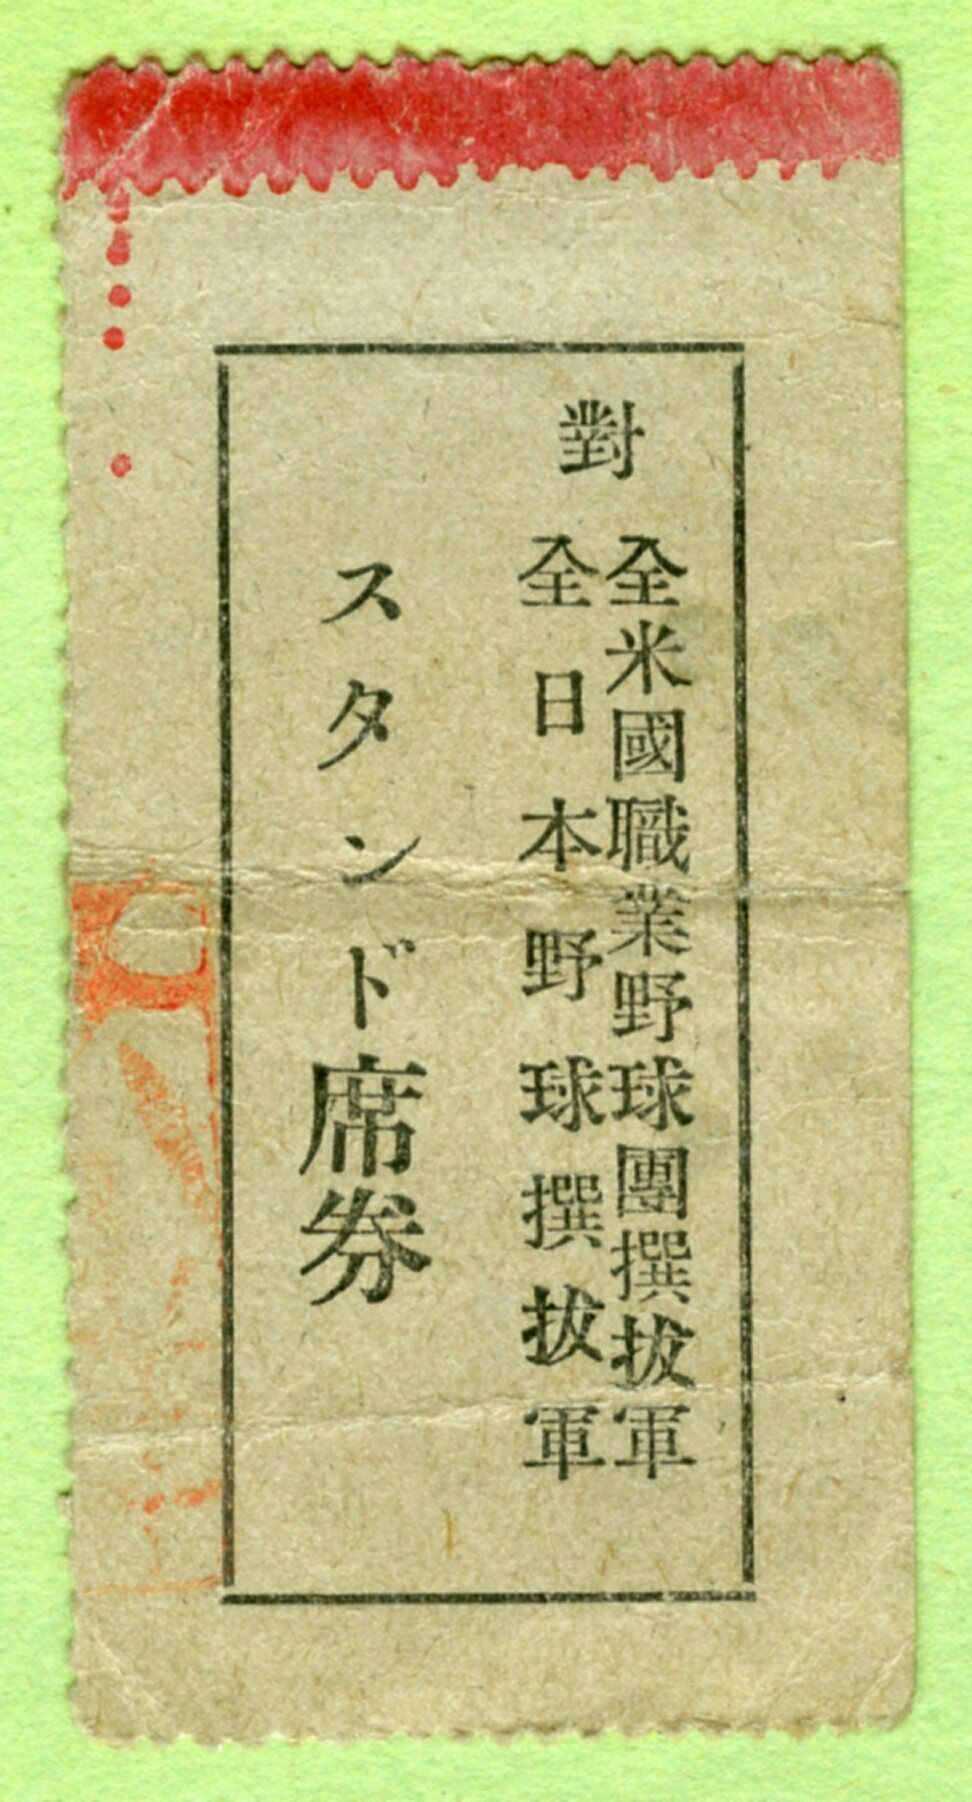 對
全米國職業野球團撰拔軍
全日本野球撰拔軍
スタンド席券